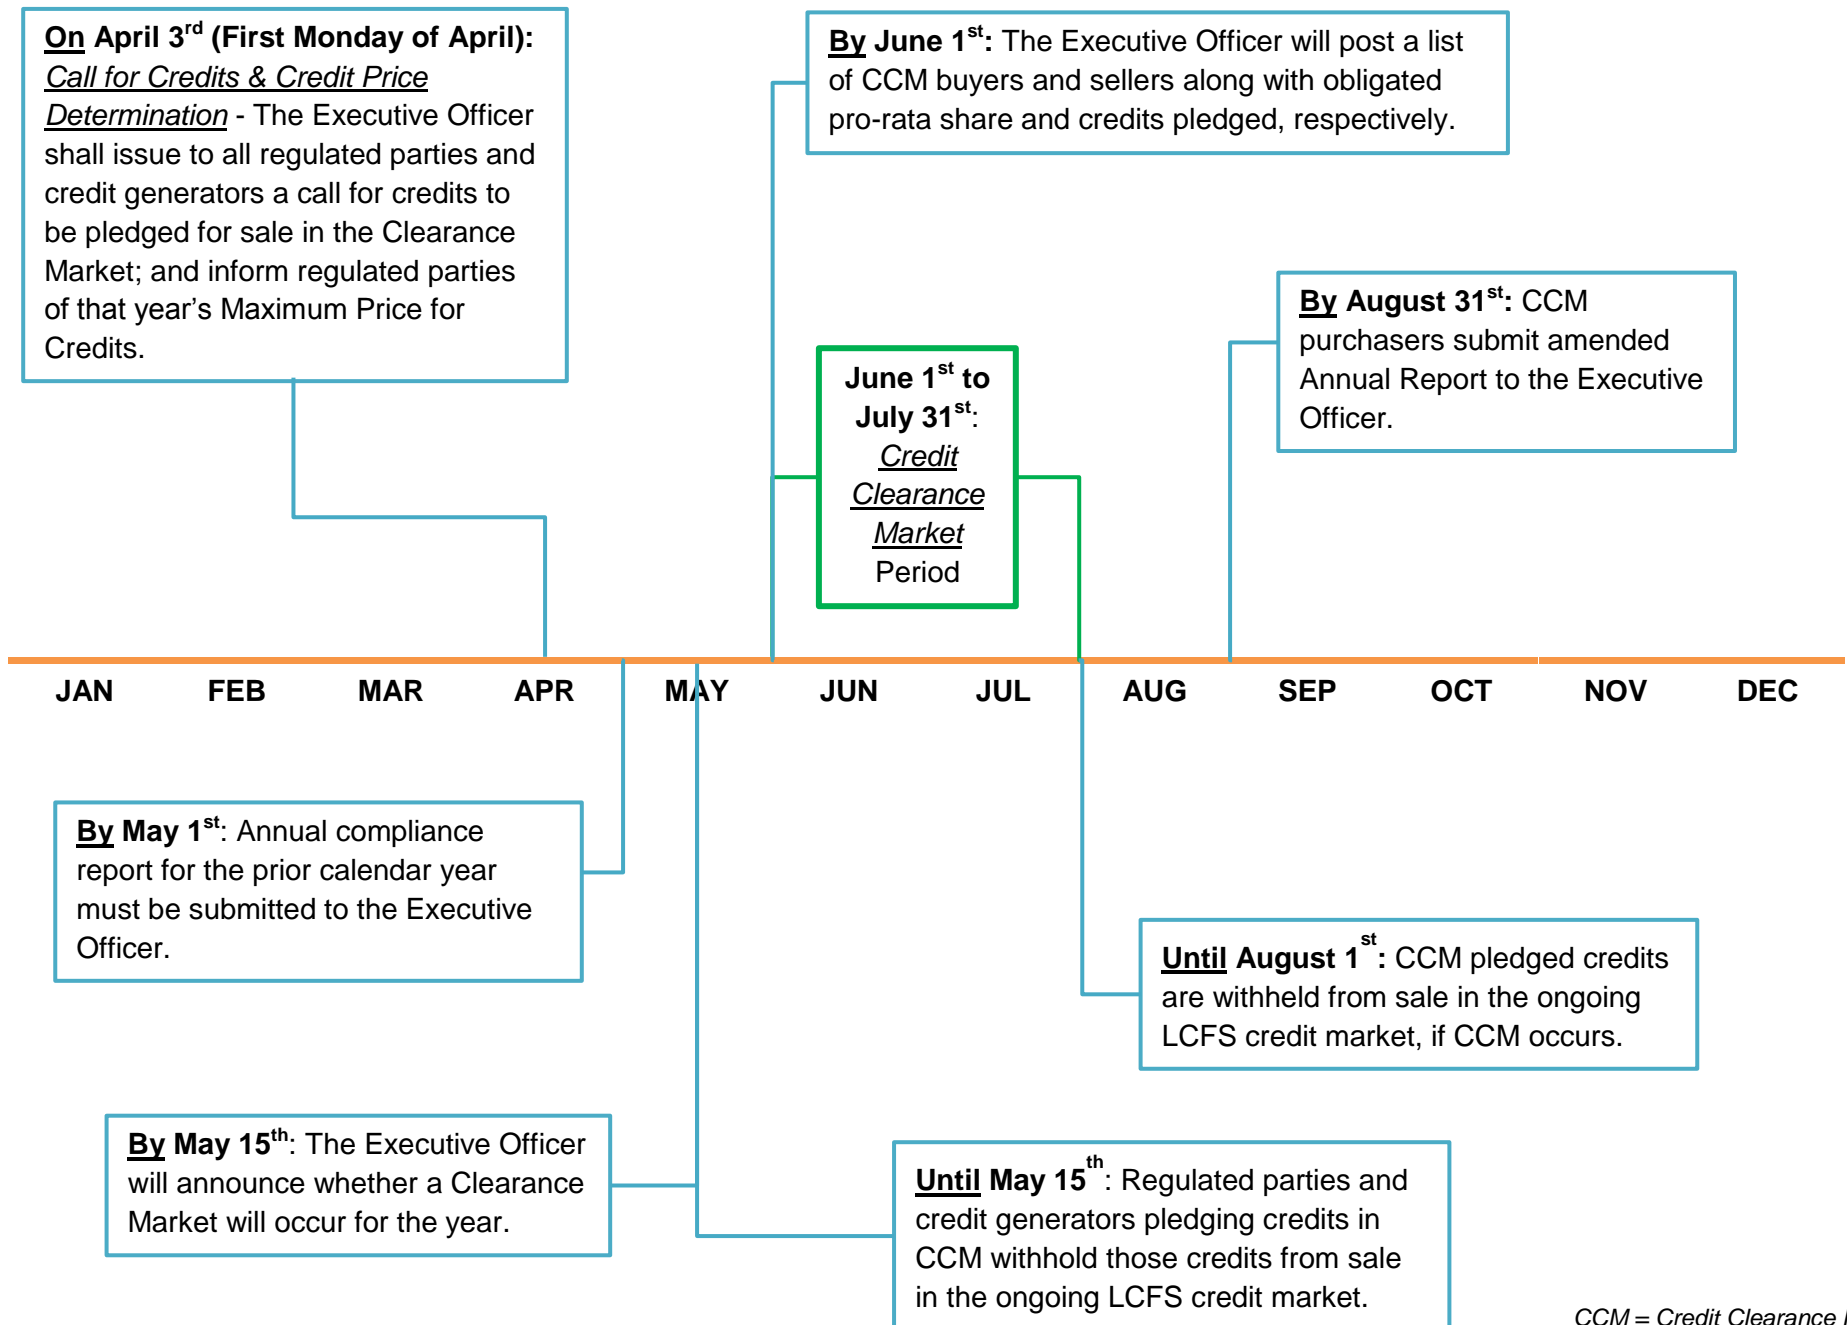 On April 3rd (First Monday of April):
Call for Credits & Credit Price
Determination - The Executive Officer
shall issue to all regulated parties and
credit generators a call for credits to
be pledged for sale in the Clearance
Market; and inform regulated parties
of that year’s Maximum Price for
Credits.
By June 1st: The Executive Officer will post a list
of CCM buyers and sellers along with obligated
pro-rata share and credits pledged, respectively.
By August 31st: CCM
purchasers submit amended
Annual Report to the Executive
Officer.
June 1st to
July 31st:
Credit
Clearance
Market
Period
JAN FEB MAR APR MAY JUN JUL AUG SEP OCT NOV DEC
By May 1st: Annual compliance
report for the prior calendar year
must be submitted to the Executive
Officer.
Until August 1st: CCM pledged credits
are withheld from sale in the ongoing
LCFS credit market, if CCM occurs.
By May 15th: The Executive Officer
will announce whether a Clearance
Market will occur for the year.
Until May 15th: Regulated parties and
credit generators pledging credits in
CCM withhold those credits from sale
in the ongoing LCFS credit market.
CCM = Credit Clearance